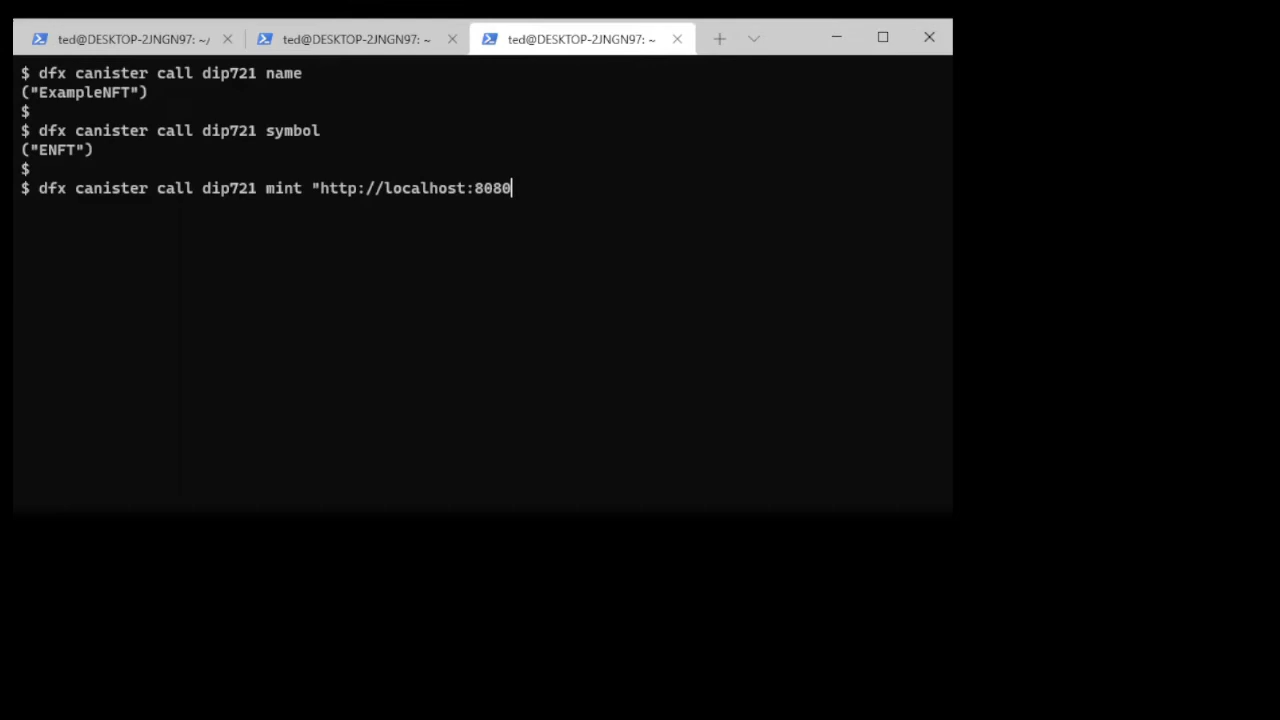 ted@DESKTOP-2JNGN97: ~/ ted@DESKTOP-2JNGN97: ~ ted@DESKTOP-2JNGN97: ~
$ dfx canister call dip721 name
("ExampleNFT")
$
$ dfx canister call dip721 symbol
("ENFT")
$
$ dfx canister call dip721 mint "http://localhost:8080